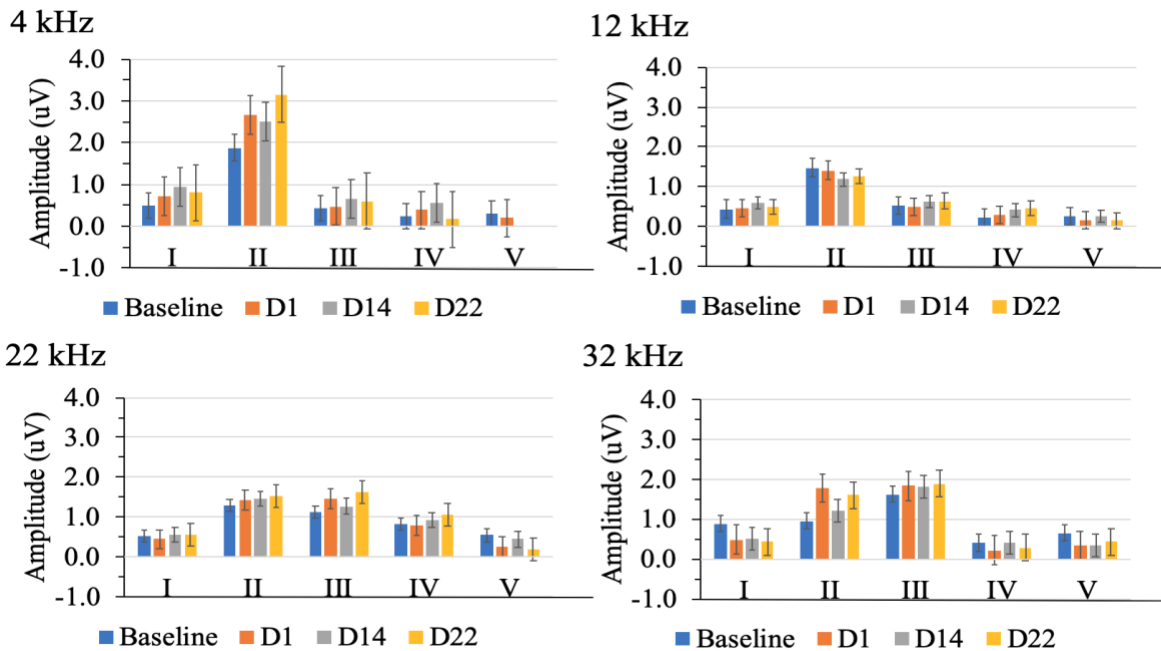 4 kHz
Amplitude (uV)
4.0
3.0
2.0
1.0
0.0
-1.0
I II III IV V
Baseline D1 D14 D22
12 kHz
Amplitude (uV)
4.0
3.0
2.0
1.0
0.0
-1.0
I II III IV V
Baseline D1 D14 D22
22 kHz
Amplitude (uV)
4.0
3.0
2.0
1.0
0.0
-1.0
I II III IV V
Baseline D1 D14 D22
32 kHz
Amplitude (uV)
4.0
3.0
2.0
1.0
0.0
-1.0
I II III IV V
Baseline D1 D14 D22